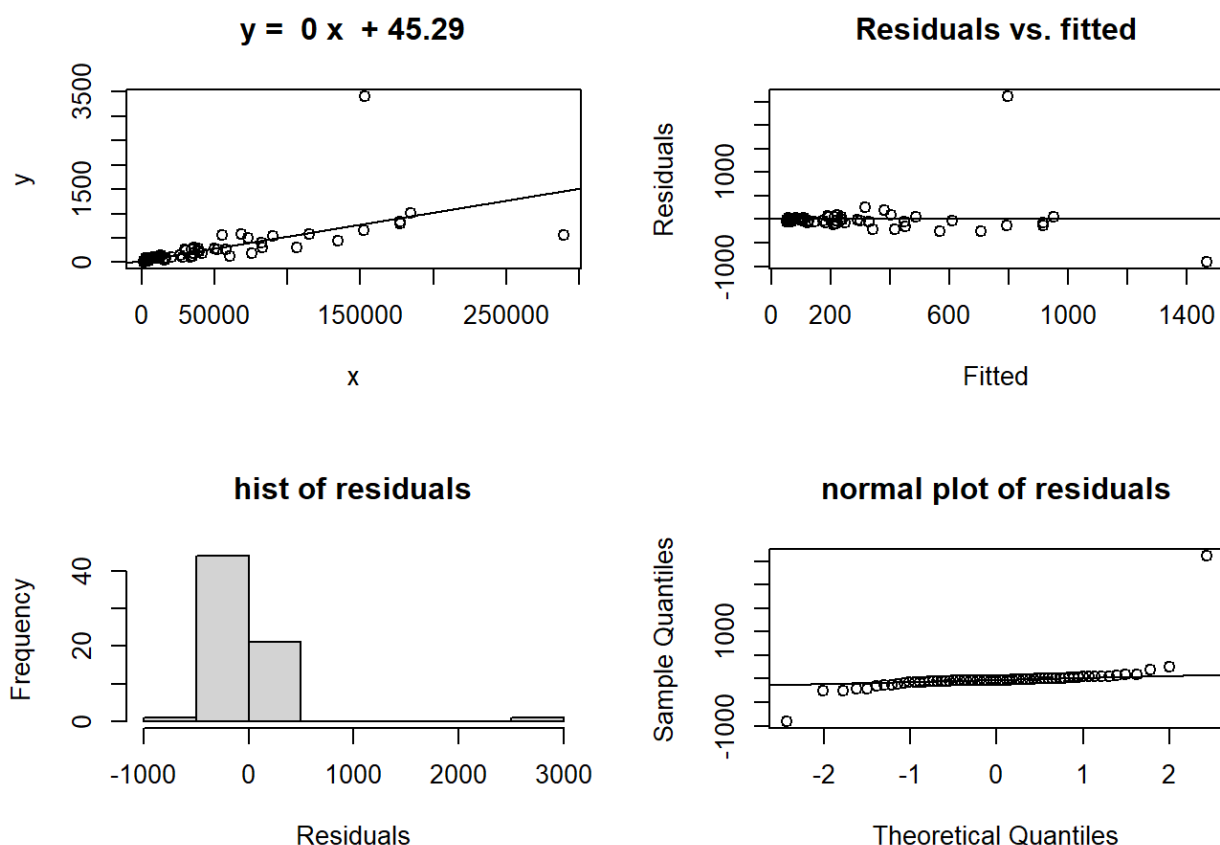 y =  0 x  + 45.29
y
0
1500
3500
0
50000
150000
250000
x
Residuals vs. fitted
Residuals
-1000
1000
0
200
600
1000
1400
Fitted
hist of residuals
Frequency
0
20
40
-1000
0
1000
2000
3000
Residuals
normal plot of residuals
Sample Quantiles
-1000
1000
-2
-1
0
1
2
Theoretical Quantiles